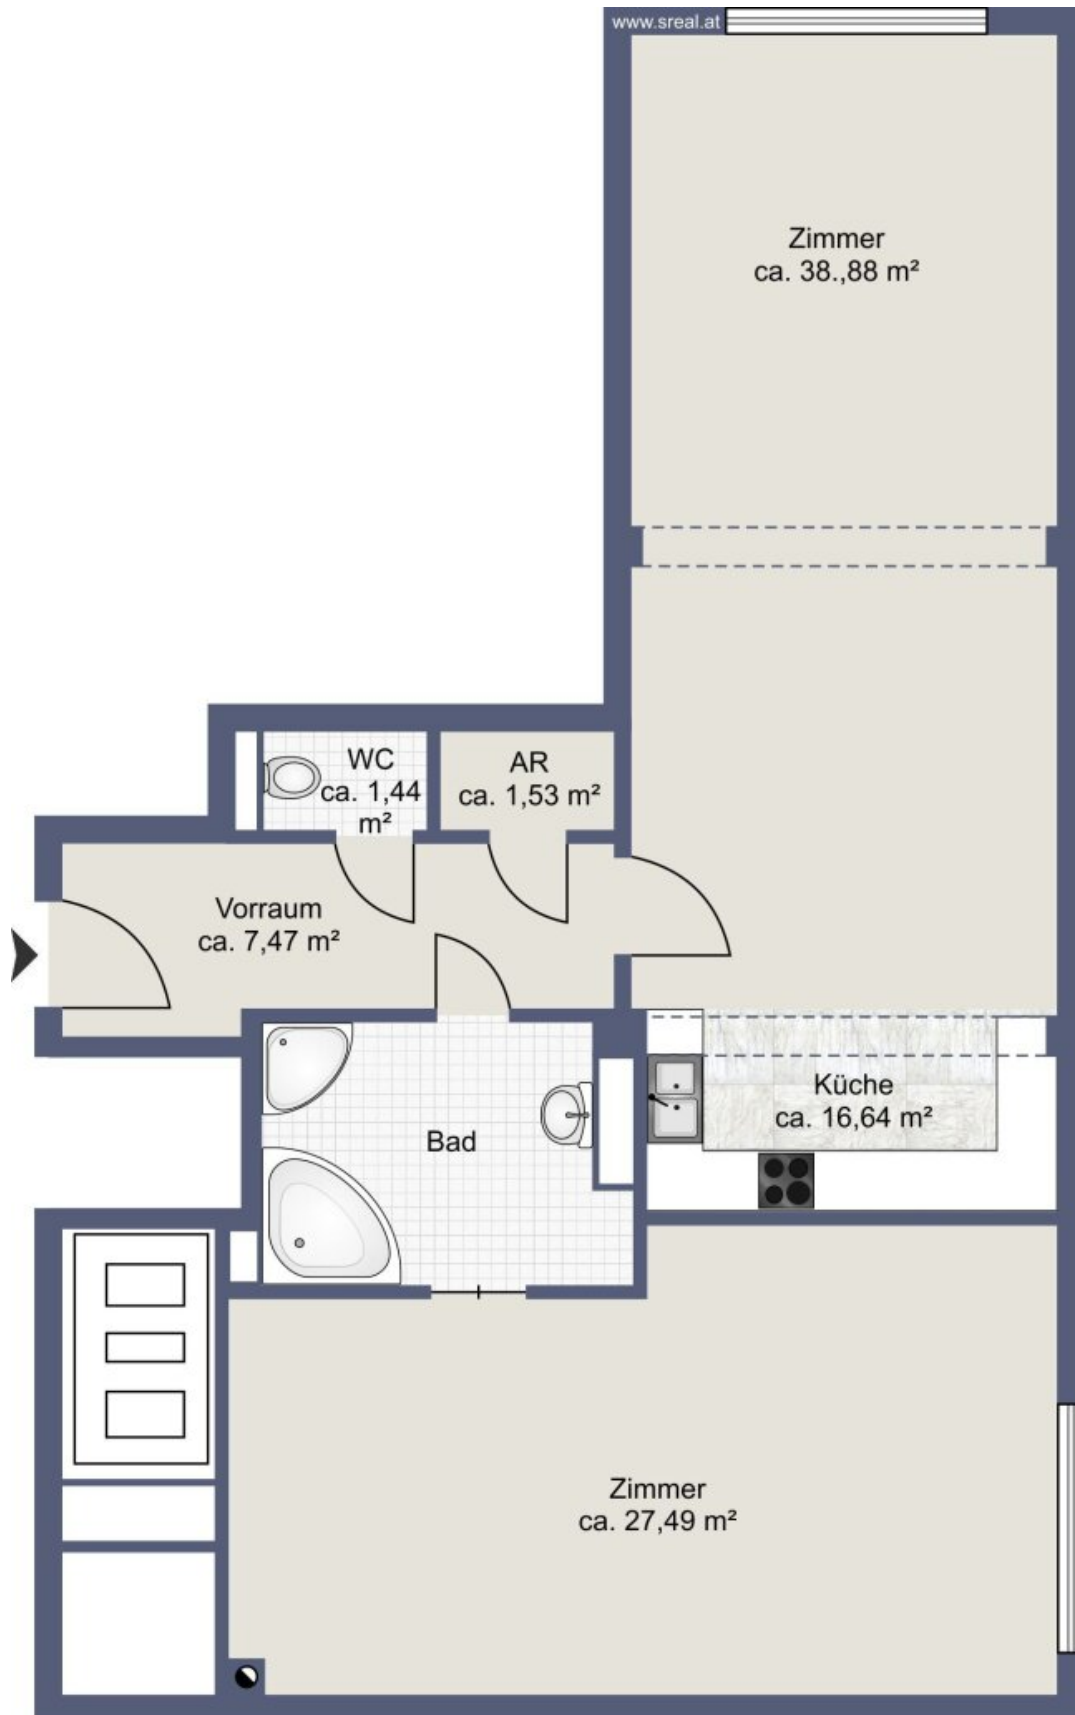 www.sreal.at
Zimmer
ca. 38.,88 m²
WC
ca. 1,44
m²
AR
ca. 1,53 m²
Vorraum
ca. 7,47 m²
Küche
ca. 16,64 m²
Bad
Zimmer
ca. 27,49 m²